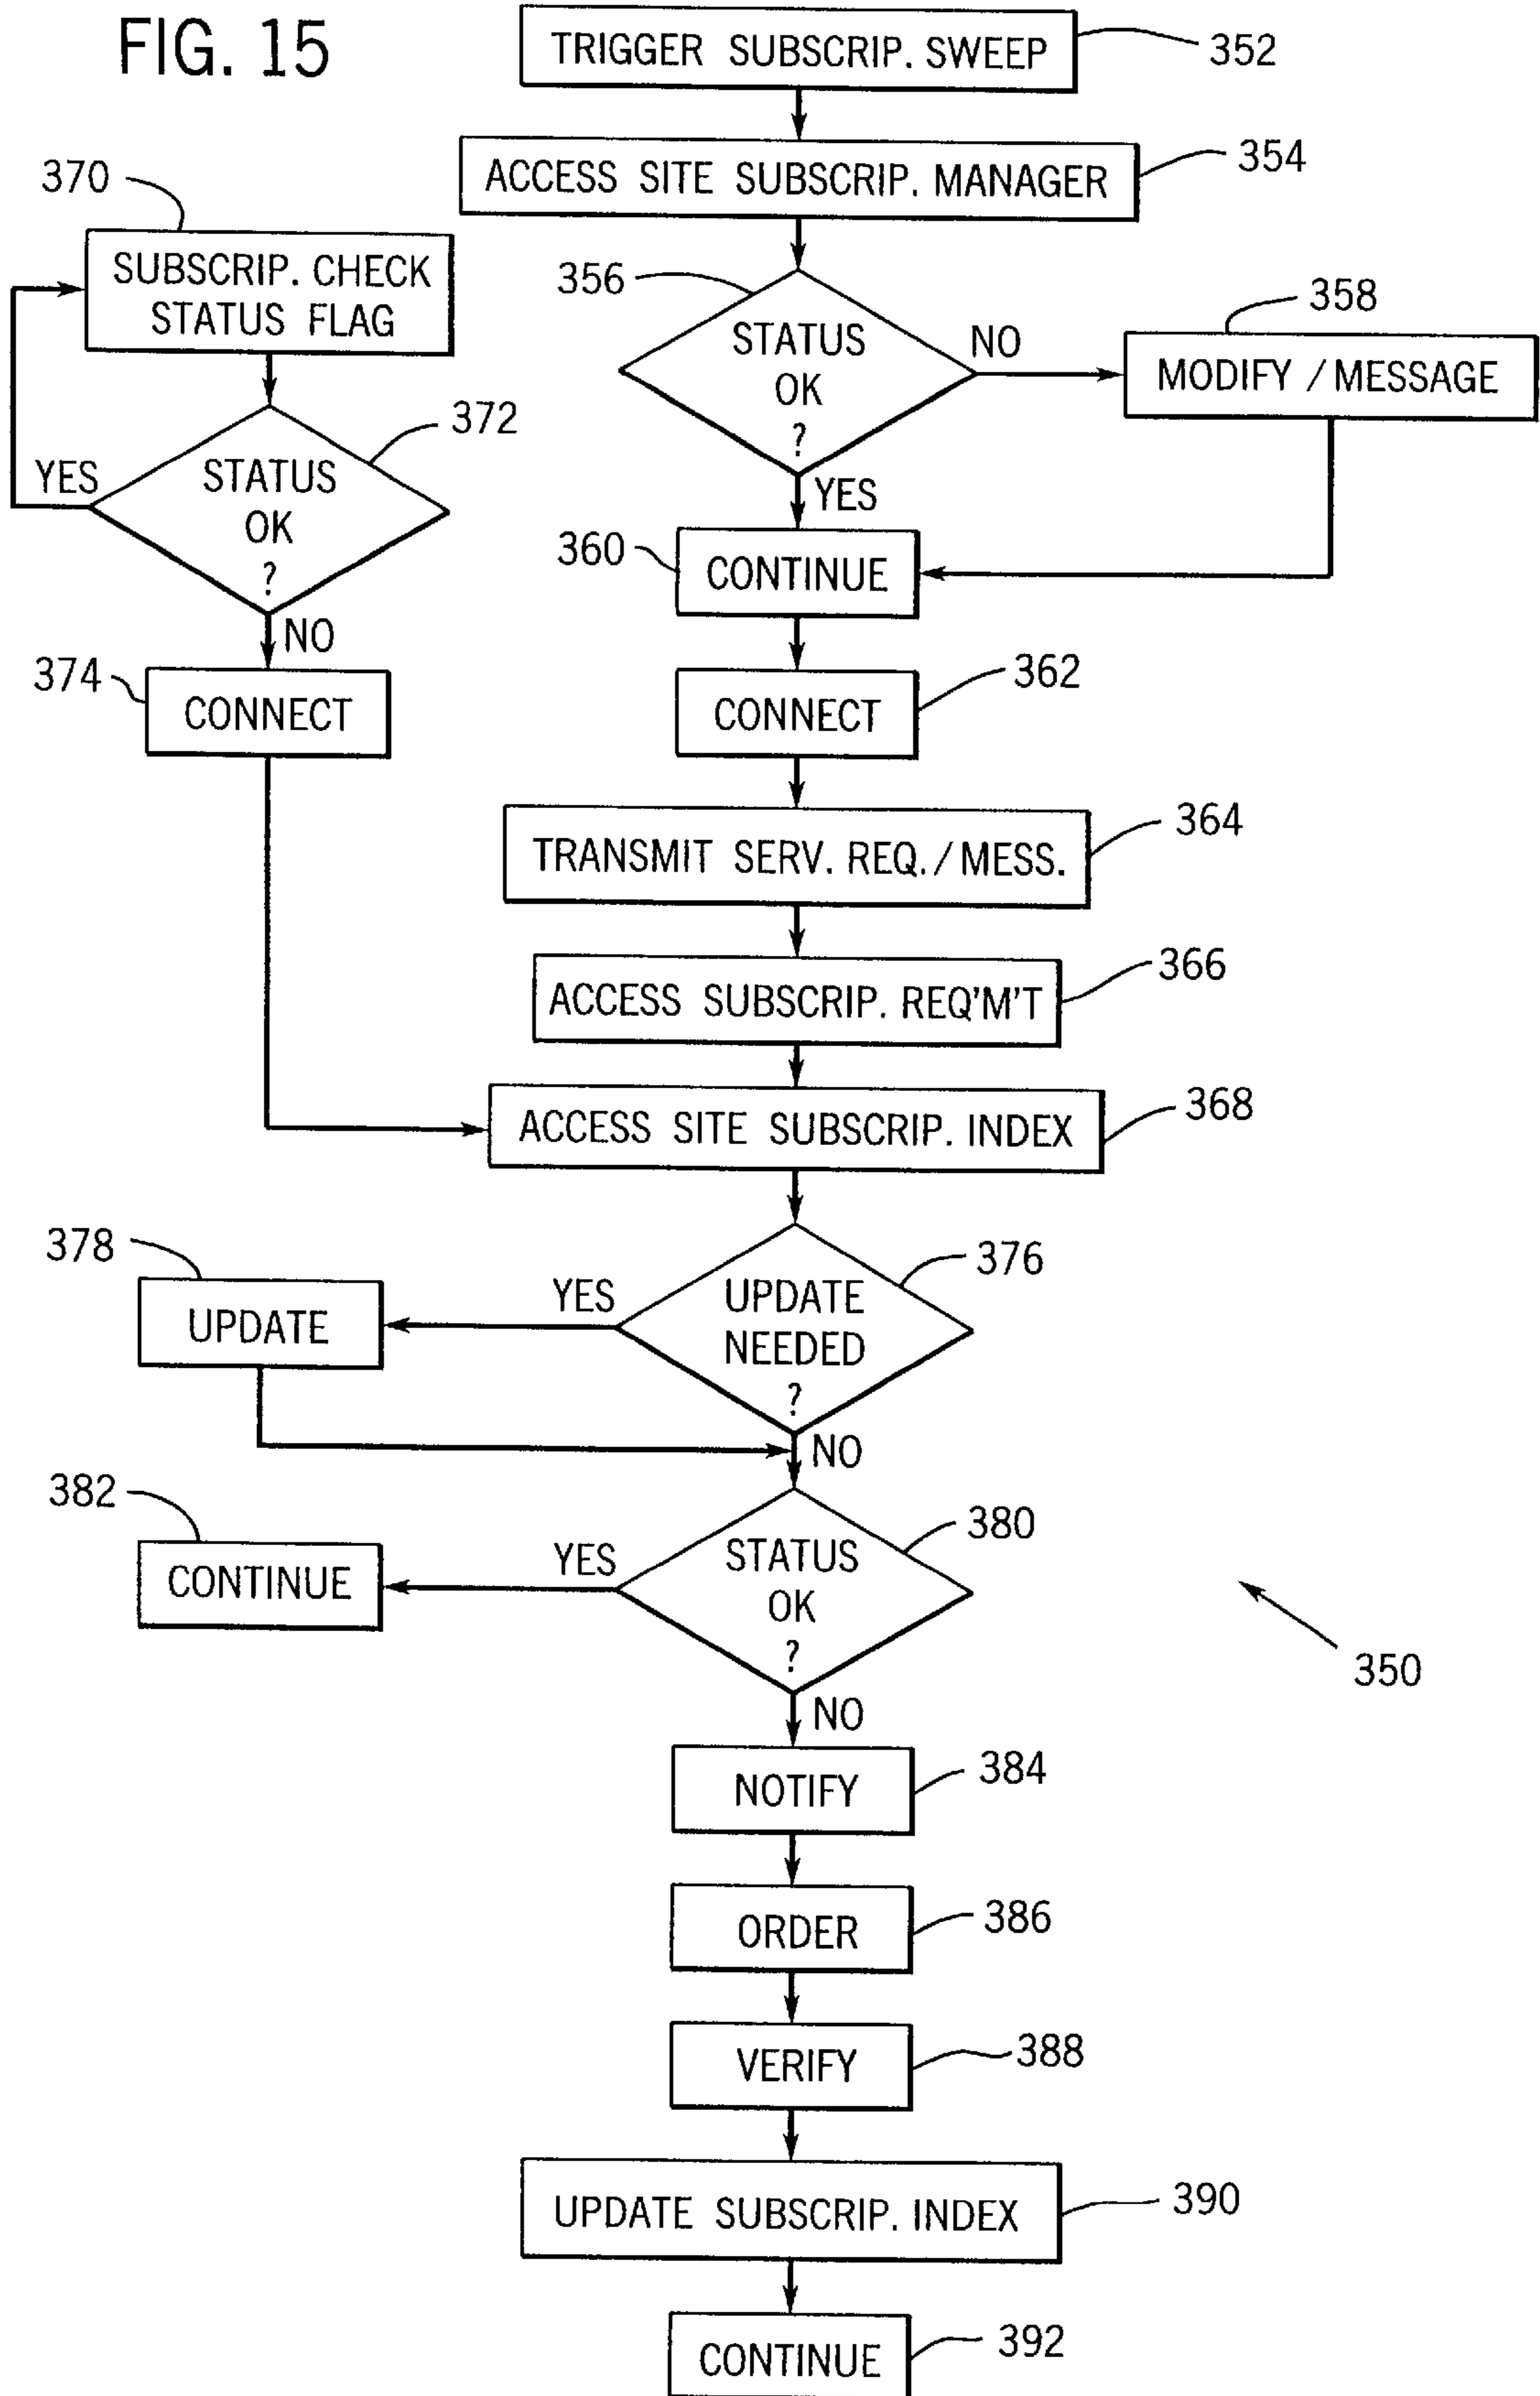 FIG. 15
TRIGGER SUBSCRIP. SWEEP
352
ACCESS SITE SUBSCRIP. MANAGER
354
370
SUBSCRIP. CHECK
STATUS FLAG
356
STATUS
OK
?
NO
358
MODIFY / MESSAGE
YES
372
STATUS
OK
?
YES
NO
360
CONTINUE
374
CONNECT
362
CONNECT
364
TRANSMIT SERV. REQ. / MESS.
366
ACCESS SUBSCRIP. REQ'M'T
368
ACCESS SITE SUBSCRIP. INDEX
376
UPDATE
NEEDED
?
YES
378
UPDATE
NO
380
STATUS
OK
?
YES
382
CONTINUE
350
NO
384
NOTIFY
386
ORDER
388
VERIFY
390
UPDATE SUBSCRIP. INDEX
392
CONTINUE